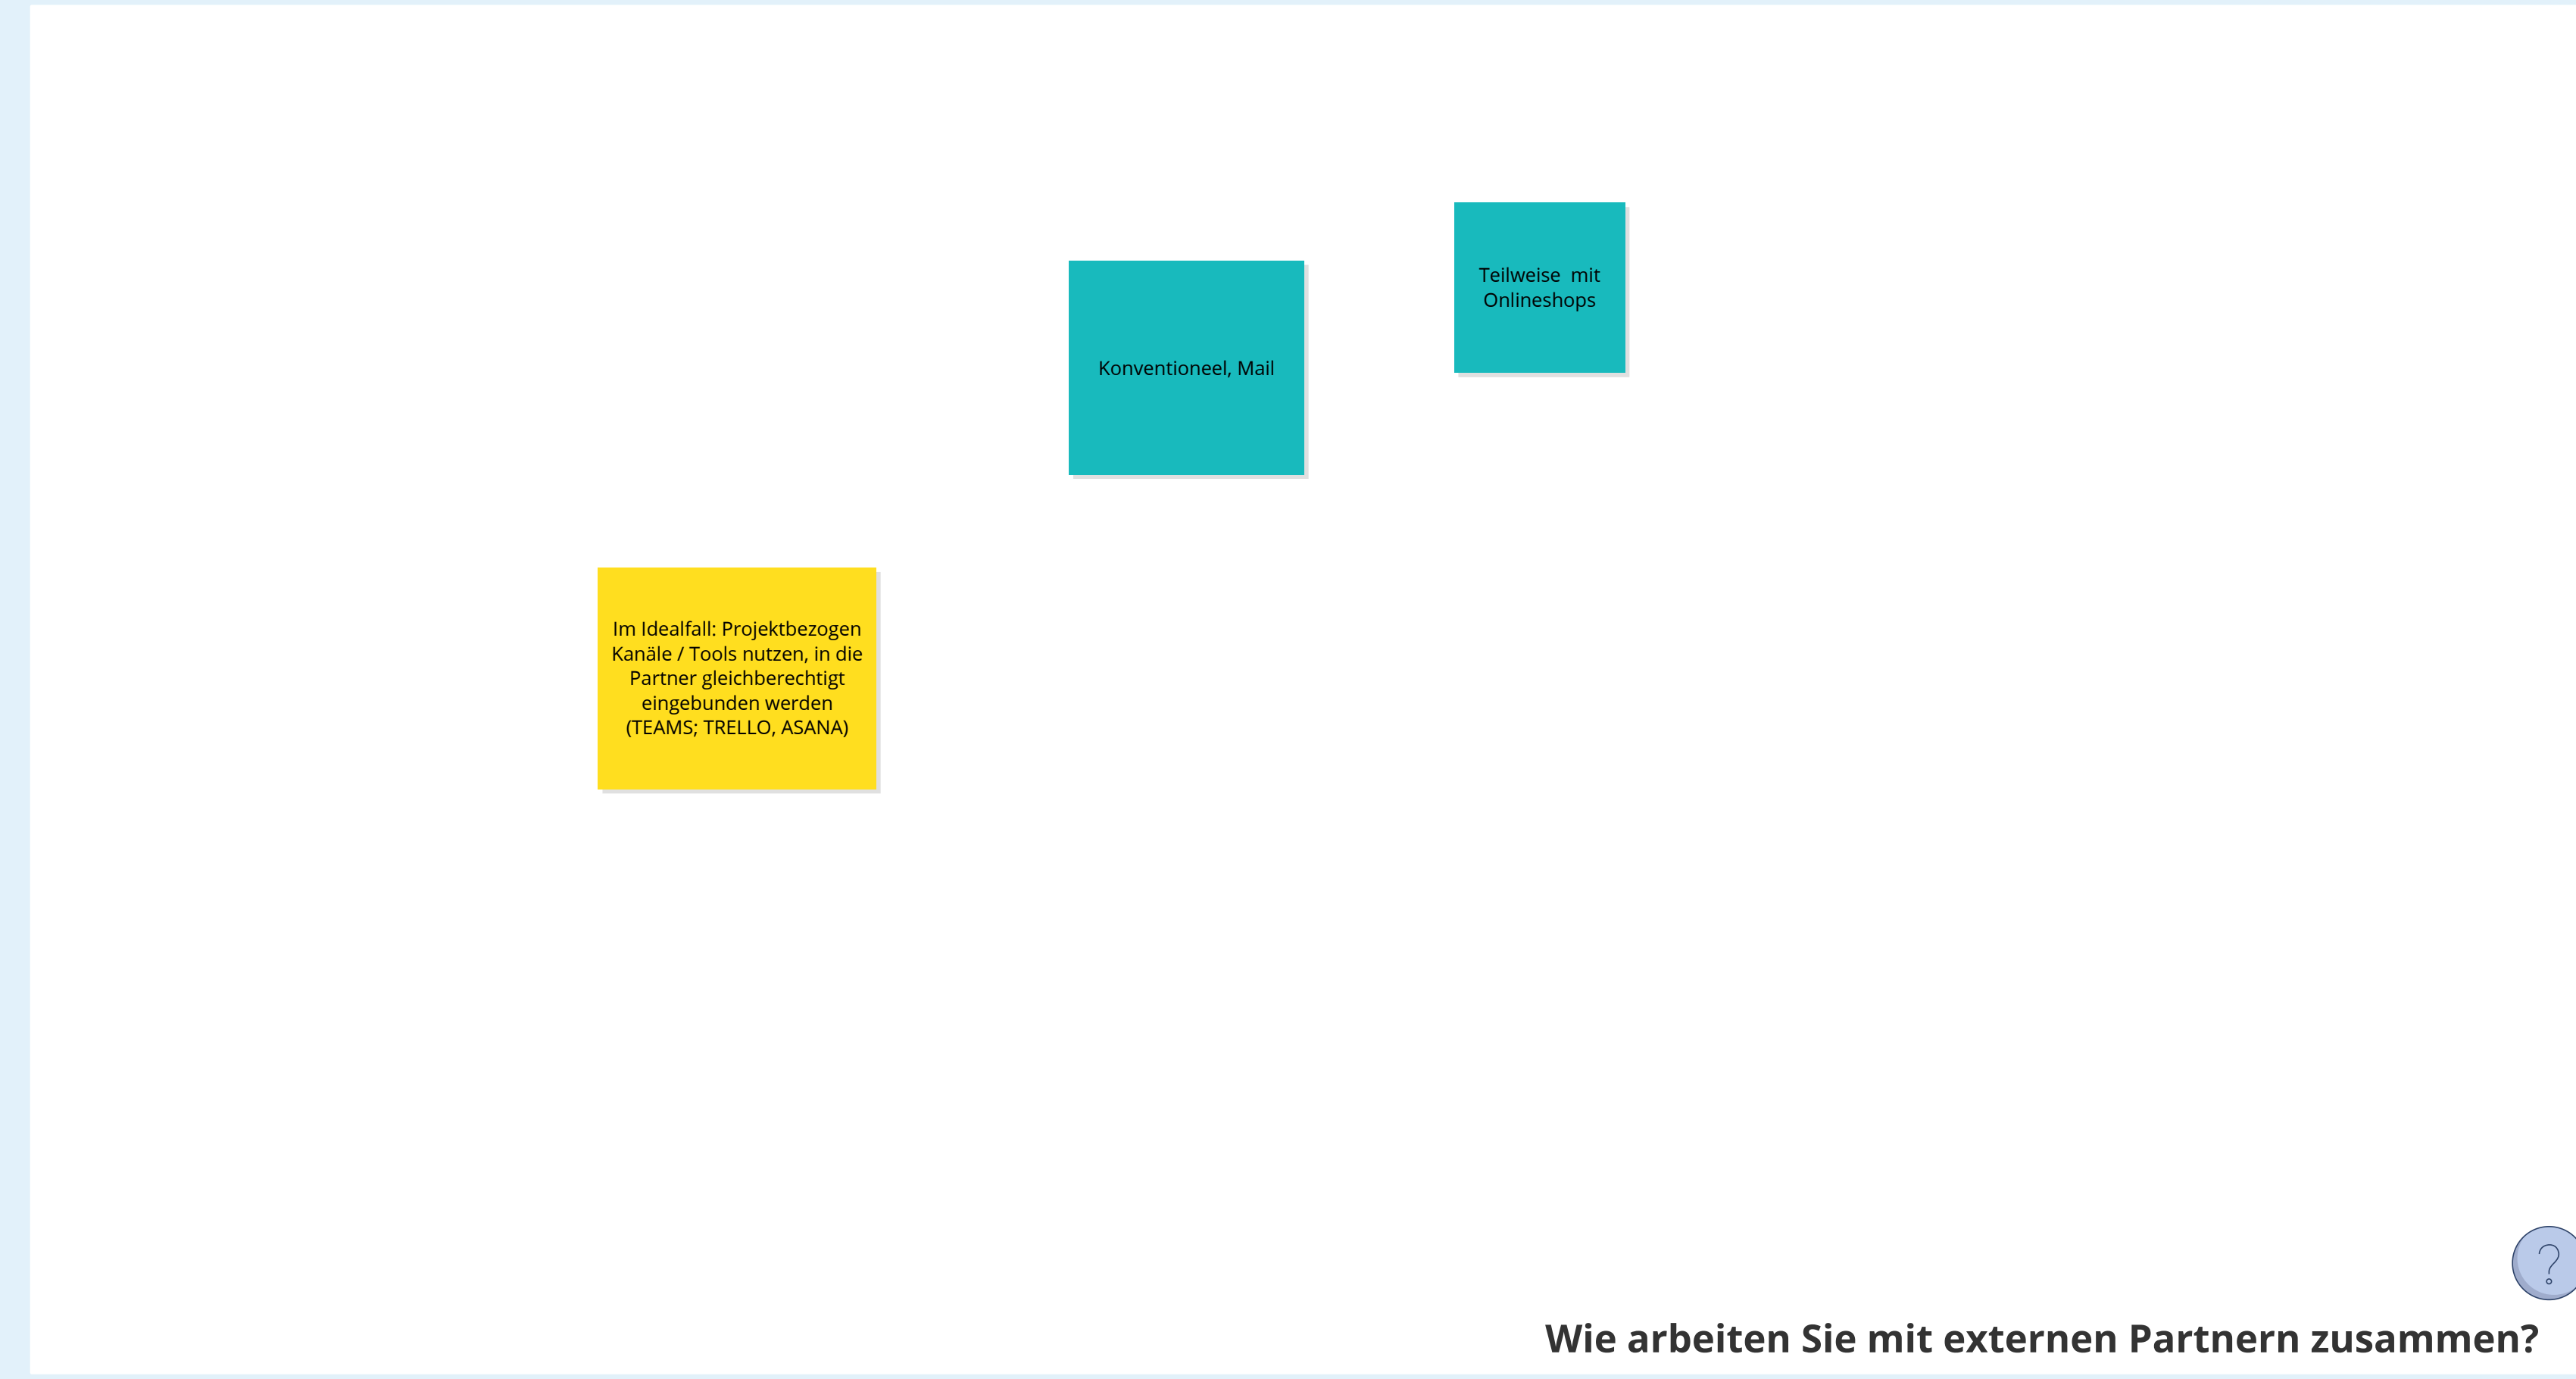 Teilweise  mit
Onlineshops
Konventioneel, Mail
Im Idealfall: Projektbezogen
Kanäle / Tools nutzen, in die
Partner gleichberechtigt
eingebunden werden
(TEAMS; TRELLO, ASANA)
?
Wie arbeiten Sie mit externen Partnern zusammen?